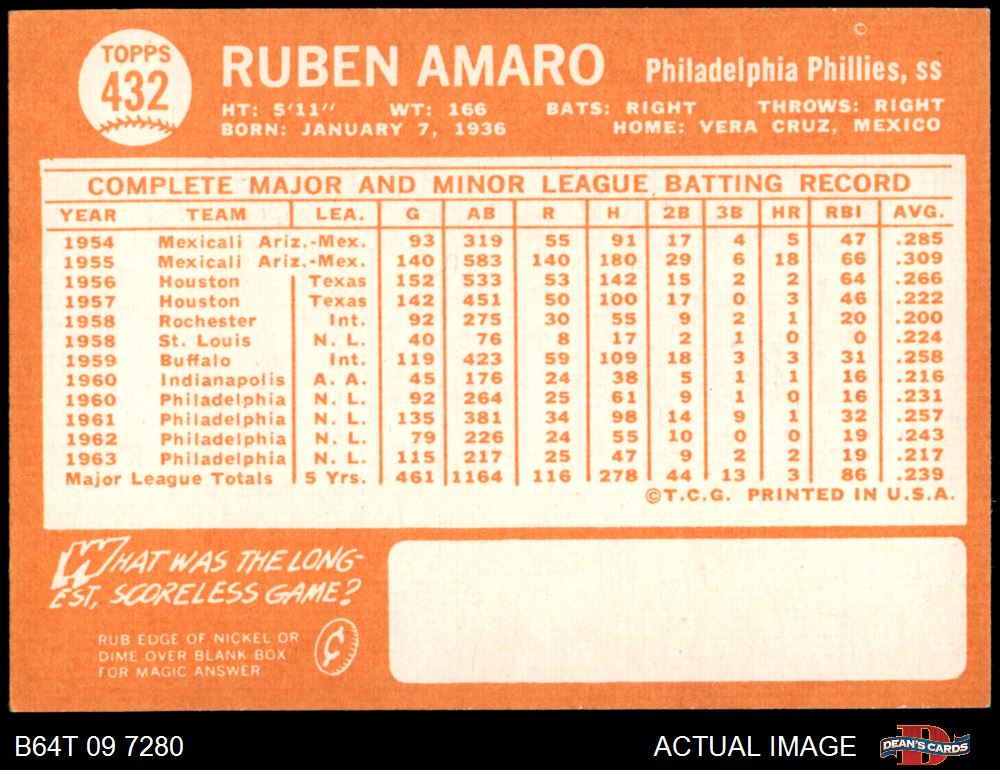 TOPPS
432
RUBEN AMARO
Philadelphia Phillies, ss
HT: 5'11" WT: 166 BATS: RIGHT THROWS: RIGHT
BORN: JANUARY 7, 1936 HOME: VERA CRUZ, MEXICO
COMPLETE MAJOR AND MINOR LEAGUE BATTING RECORD
YEAR TEAM LEA. G AB R H 2B 3B HR RBI AVG.
1954 Mexicali Ariz.-Mex. 93 319 55 91 17 4 5 47 .285
1955 Mexicali Ariz.-Mex. 140 583 140 180 29 6 18 66 .309
1956 Houston Texas 152 533 53 142 15 2 2 64 .266
1957 Houston Texas 142 451 50 100 17 0 3 46 .222
1958 Rochester Int. 92 275 30 55 9 2 1 20 .200
1958 St. Louis N. L. 40 76 8 17 2 1 0 0 .224
1959 Buffalo Int. 119 423 59 109 18 3 3 31 .258
1960 Indianapolis A. A. 45 176 24 38 5 1 1 16 .216
1960 Philadelphia N. L. 92 264 25 61 9 1 0 16 .231
1961 Philadelphia N. L. 135 381 34 98 14 9 1 32 .257
1962 Philadelphia N. L. 79 226 24 55 10 0 0 19 .243
1963 Philadelphia N. L. 115 217 25 47 9 2 2 19 .217
Major League Totals 5 Yrs. 461 1164 116 278 44 13 3 86 .239
©T.C.G. PRINTED IN U.S.A.
WHAT WAS THE LONG-
EST, SCORELESS GAME?
RUB EDGE OF NICKEL OR
DIME OVER BLANK BOX
FOR MAGIC ANSWER
¢
B64T 09 7280
ACTUAL IMAGE
D
DEAN'S CARDS